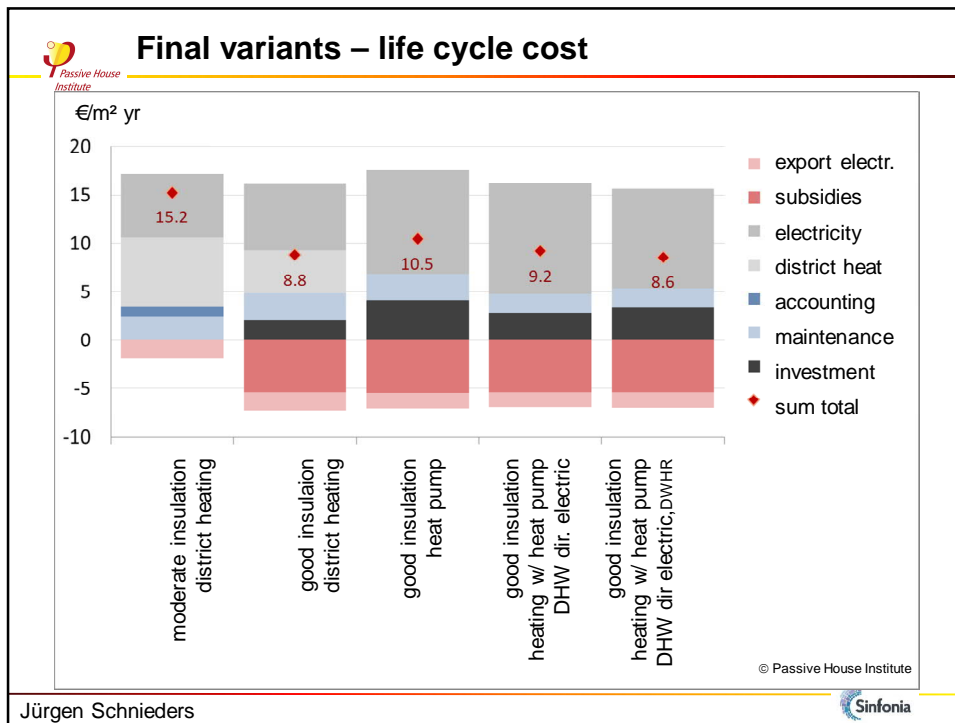 Final variants – life cycle cost
Passive House
Institute
€/m² yr
20
15
10
5
0
-5
-10
15.2
8.8
10.5
9.2
8.6
export electr.
subsidies
electricity
district heat
accounting
maintenance
investment
sum total
moderate insulation
district heating
good insulaion
district heating
good insulation
heat pump
good insulation
heating w/ heat pump
DHW dir. electric
good insulation
heating w/ heat pump
DHW dir electric,DWHR
© Passive House Institute
Jürgen Schnieders
Sinfonia